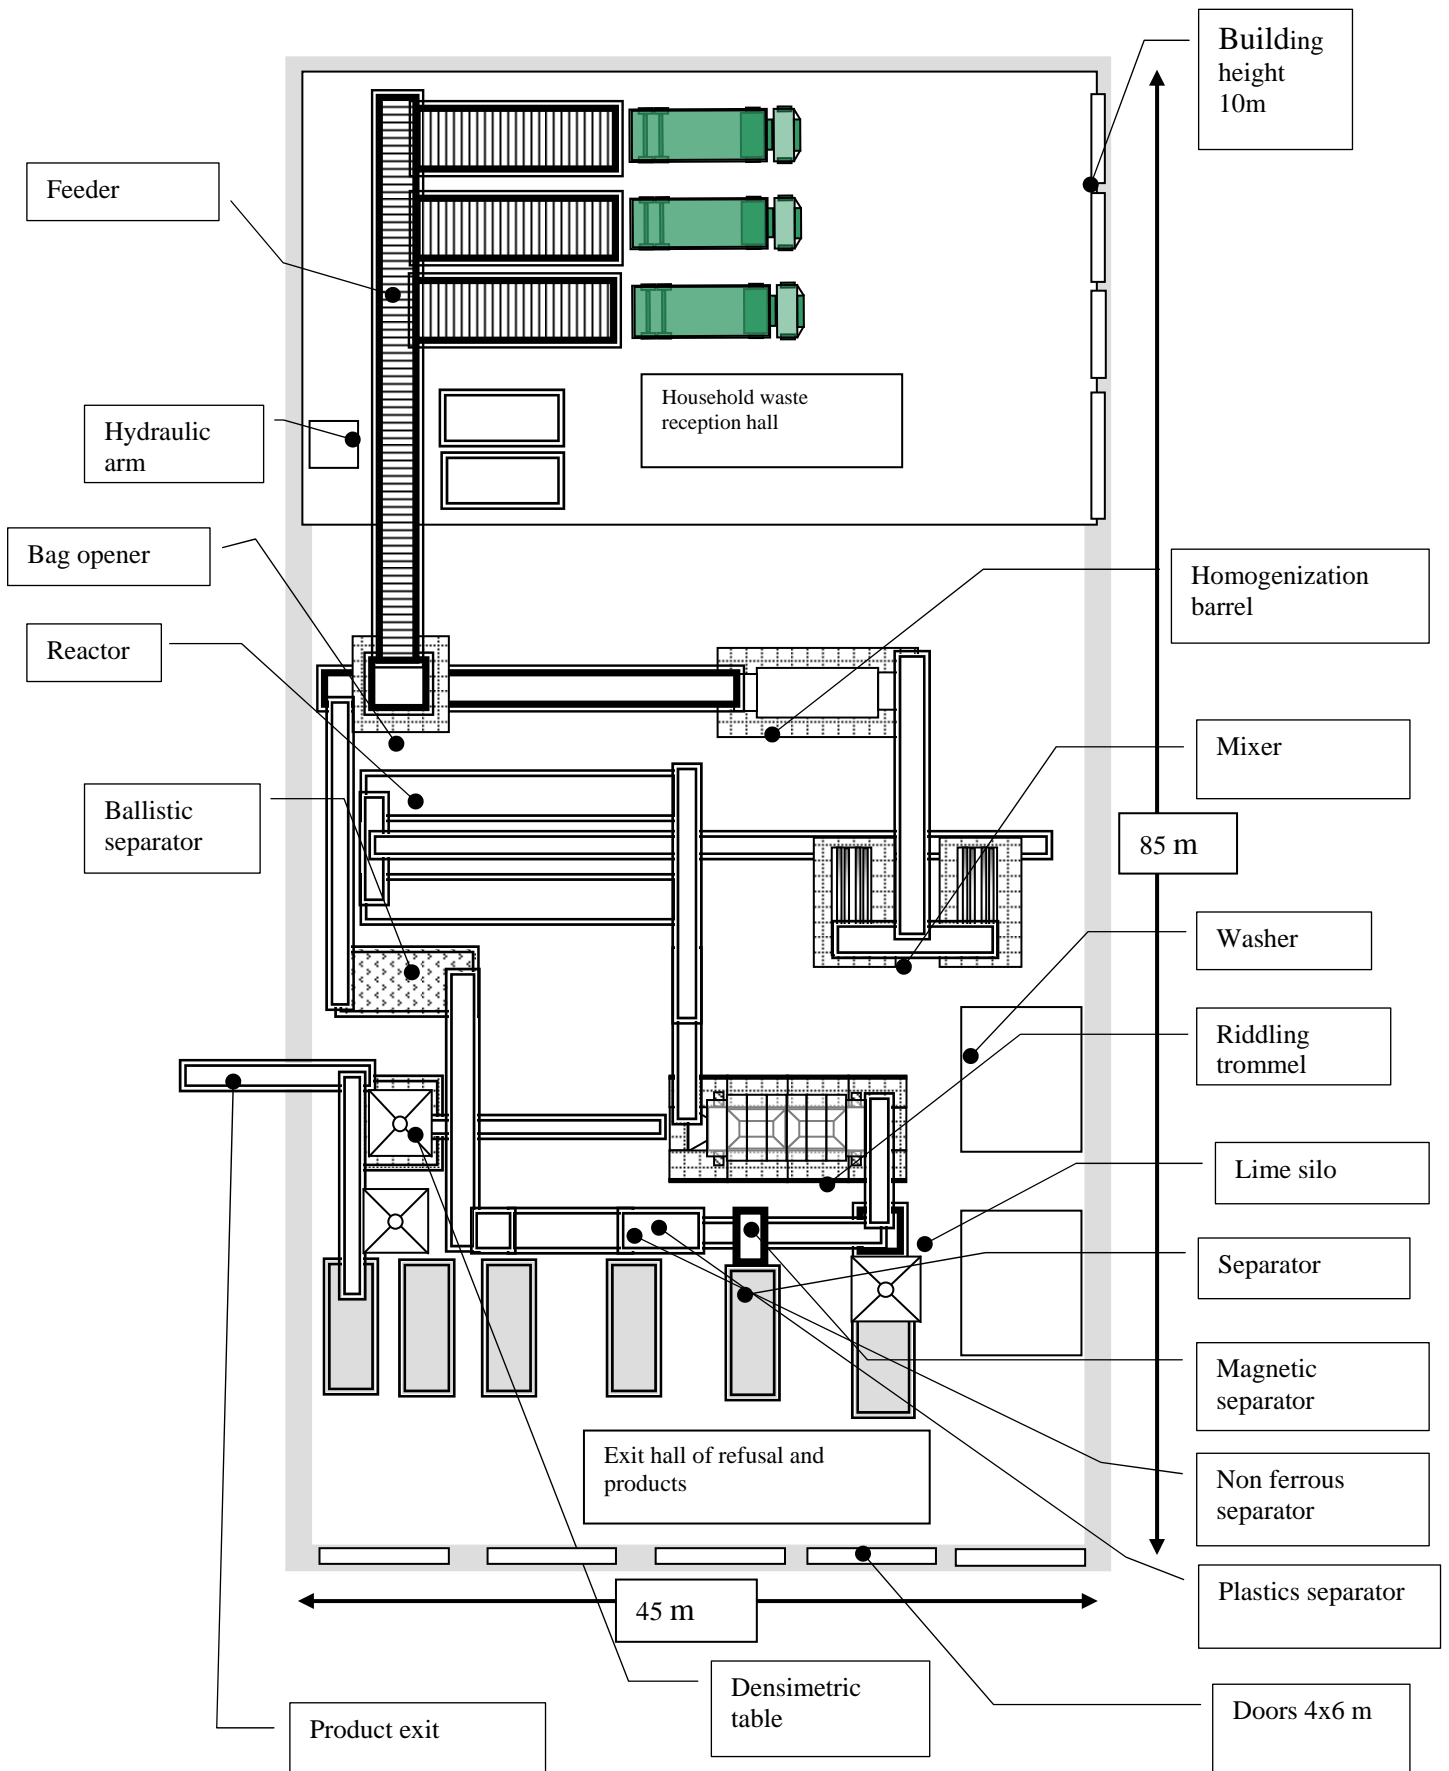 Building
height
10m
Feeder
Household waste
reception hall
Hydraulic
arm
Bag opener
Homogenization
barrel
Reactor
Mixer
Ballistic
separator
85 m
Washer
Riddling
trommel
Lime silo
Separator
Magnetic
separator
Exit hall of refusal and
products
Non ferrous
separator
Plastics separator
45 m
Densimetric
table
Doors 4x6 m
Product exit